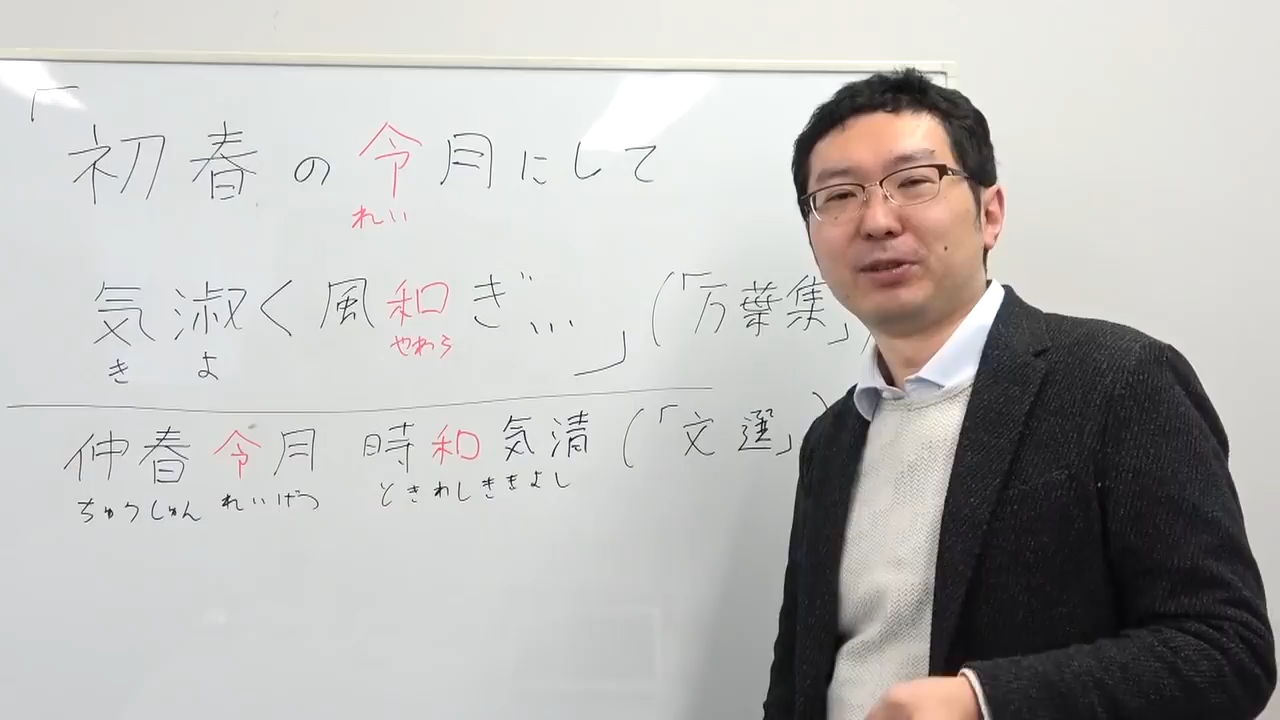 「初春の令月にして
れい
気淑く風和ぎ…」(「万葉集」
き よ やわら
仲春令月 時和気清(「文選」)
ちゅうしゅん れいげつ ときわしききよし